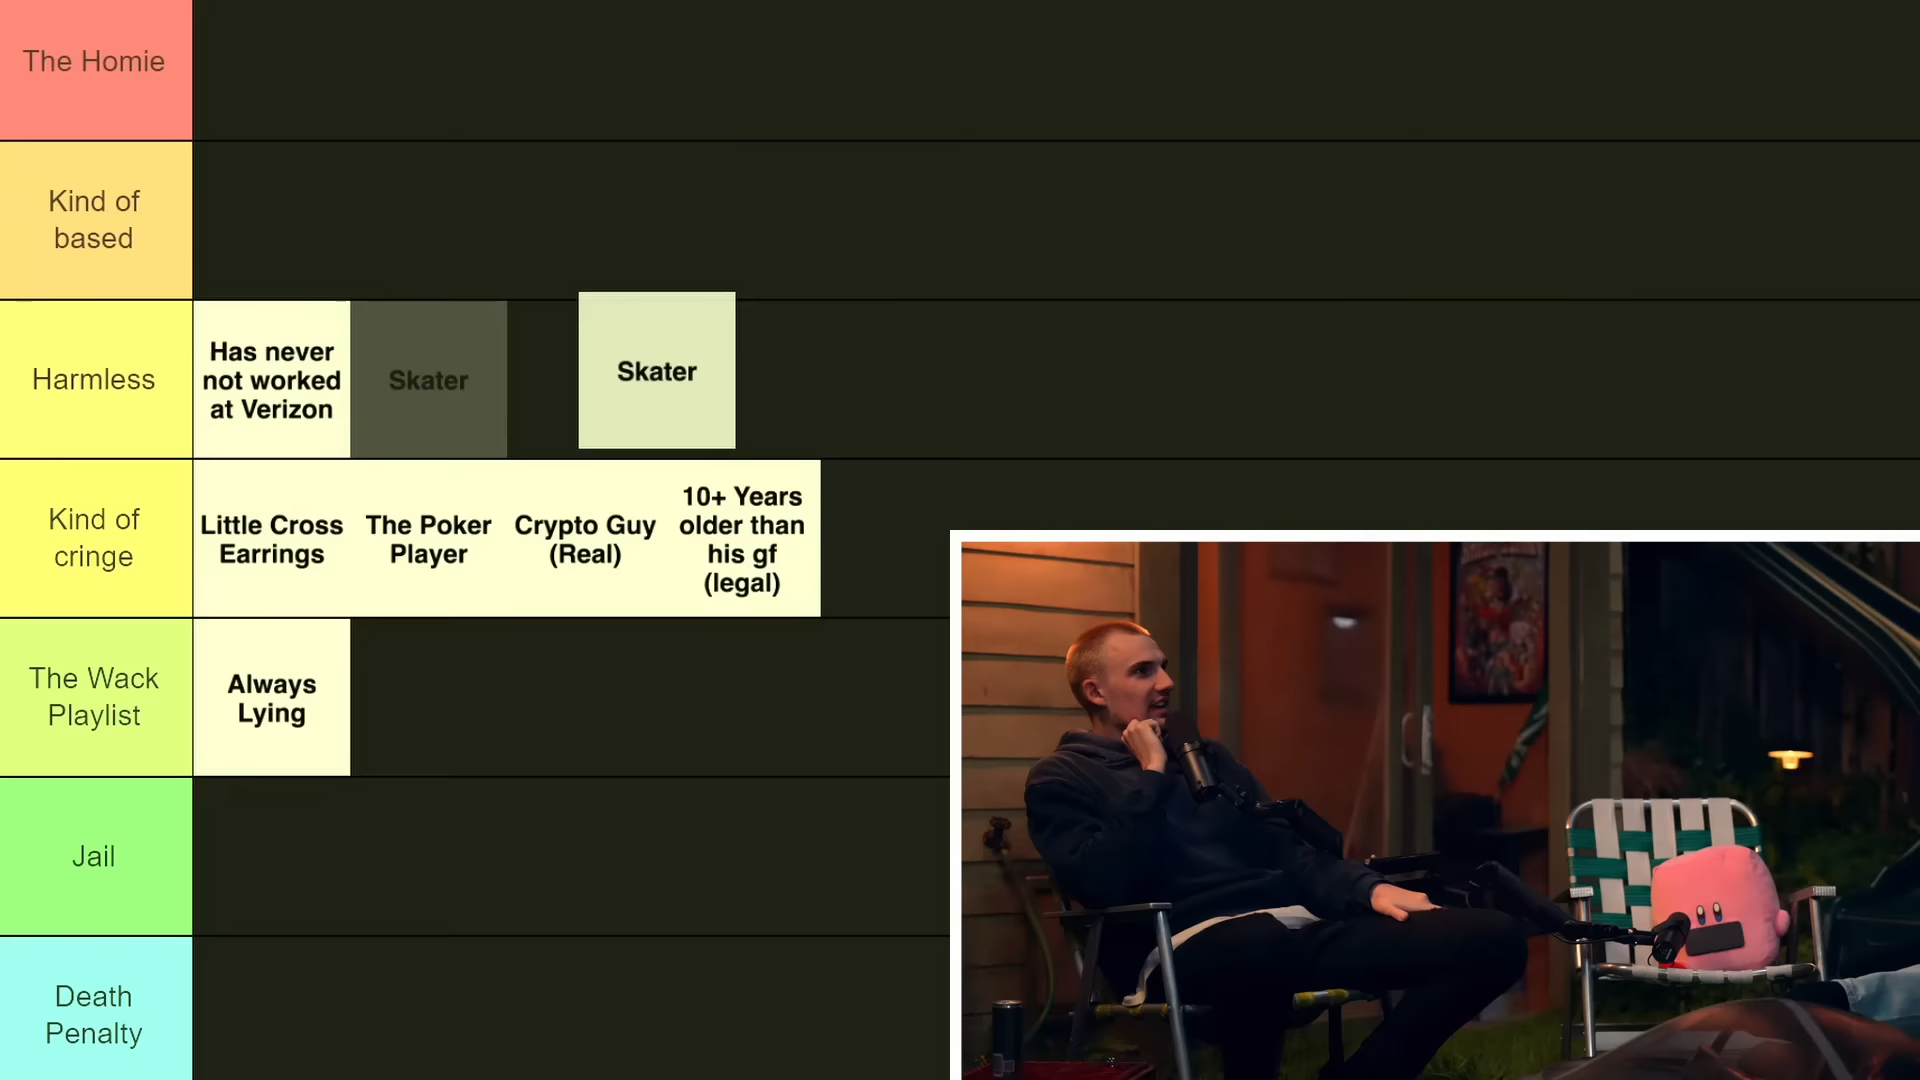 The Homie
Kind of
based
Harmless
Has never
not worked
at Verizon
Skater
Skater
Kind of
cringe
Little Cross
Earrings
The Poker
Player
Crypto Guy
(Real)
10+ Years
older than
his gf
(legal)
The Wack
Playlist
Always
Lying
Jail
Death
Penalty